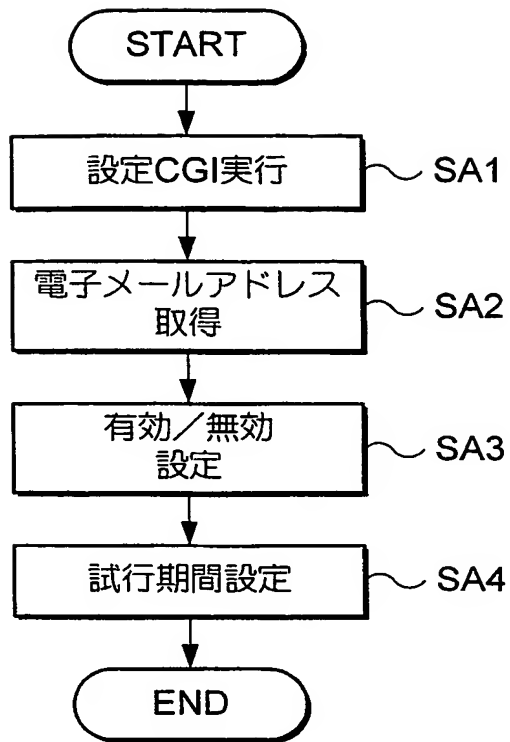 START
設定CGI実行
SA1
電子メールアドレス
取得
SA2
有効／無効
設定
SA3
試行期間設定
SA4
END